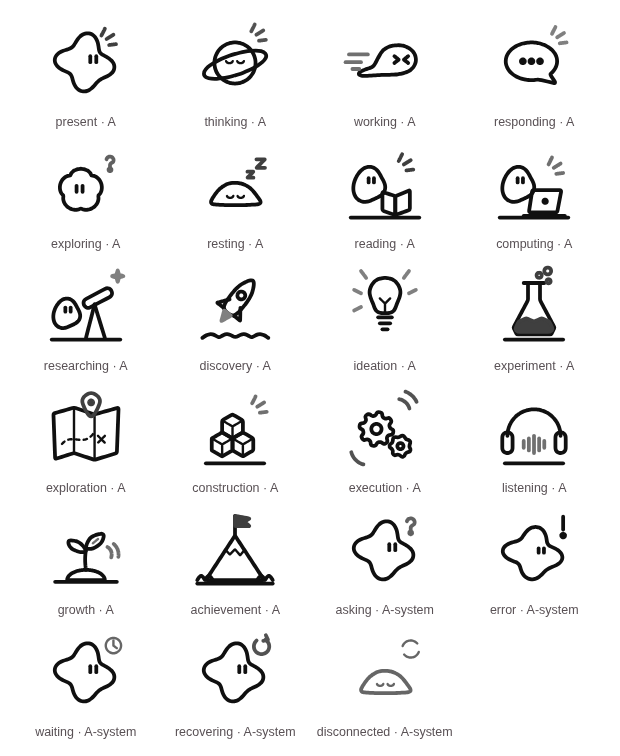 present · A
thinking · A
working · A
responding · A
exploring · A
resting · A
reading · A
computing · A
researching · A
discovery · A
ideation · A
experiment · A
exploration · A
construction · A
execution · A
listening · A
growth · A
achievement · A
asking · A-system
error · A-system
waiting · A-system
recovering · A-system
disconnected · A-system